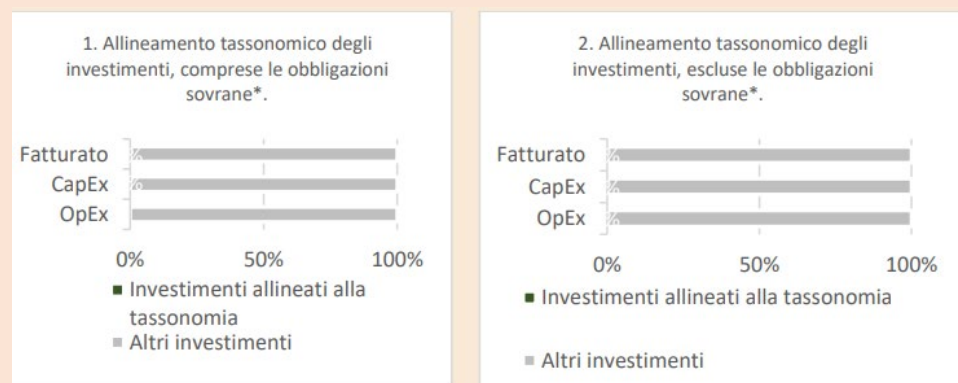 1. Allineamento tassonomico degli
investimenti, comprese le obbligazioni
sovrane*.
Fatturato
%
CapEx
%
OpEx
0% 50% 100%
Investimenti allineati alla
tassonomia
Altri investimenti
2. Allineamento tassonomico degli
investimenti, escluse le obbligazioni
sovrane*.
Fatturato
%
CapEx
%
OpEx
%
0% 50% 100%
Investimenti allineati alla tassonomia
Altri investimenti